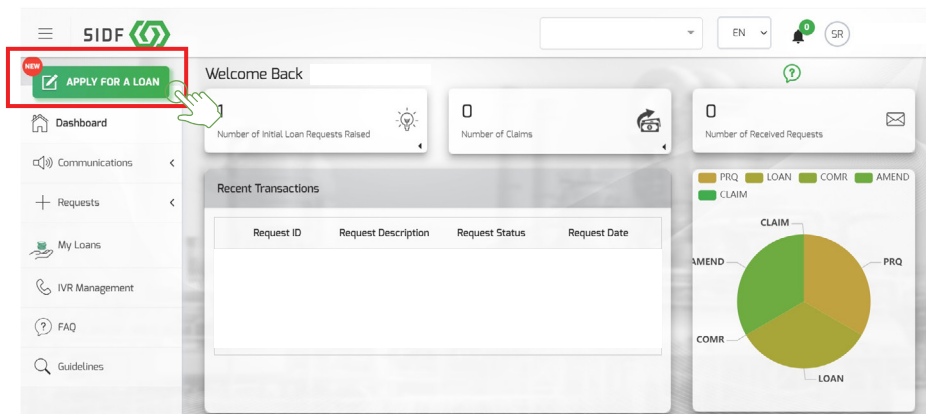 SIDF
EN
0
SR
NEW
APPLY FOR A LOAN
Dashboard
Communications
Requests
My Loans
IVR Management
FAQ
Guidelines
Welcome Back
1
Number of Initial Loan Requests Raised
0
Number of Claims
0
Number of Received Requests
Recent Transactions
Request ID Request Description Request Status Request Date
PRQ LOAN COMR AMEND
CLAIM
CLAIM
AMEND
PRQ
COMR
LOAN